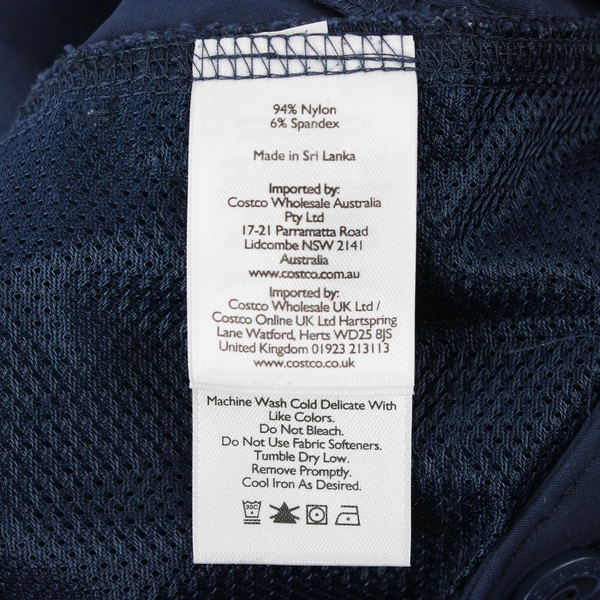 94% Nylon
6% Spandex
Made in Sri Lanka
Imported by:
Costco Wholesale Australia
Pty Ltd
17-21 Parramatta Road
Lidcombe NSW 2141
Australia
www.costco.com.au
Imported by:
Costco Wholesale UK Ltd /
Costco Online UK Ltd Hartspring
Lane Watford, Herts WD25 8JS
United Kingdom 01923 213113
www.costco.co.uk
Machine Wash Cold Delicate With
Like Colors.
Do Not Bleach.
Do Not Use Fabric Softeners.
Tumble Dry Low.
Remove Promptly.
Cool Iron As Desired.
30C